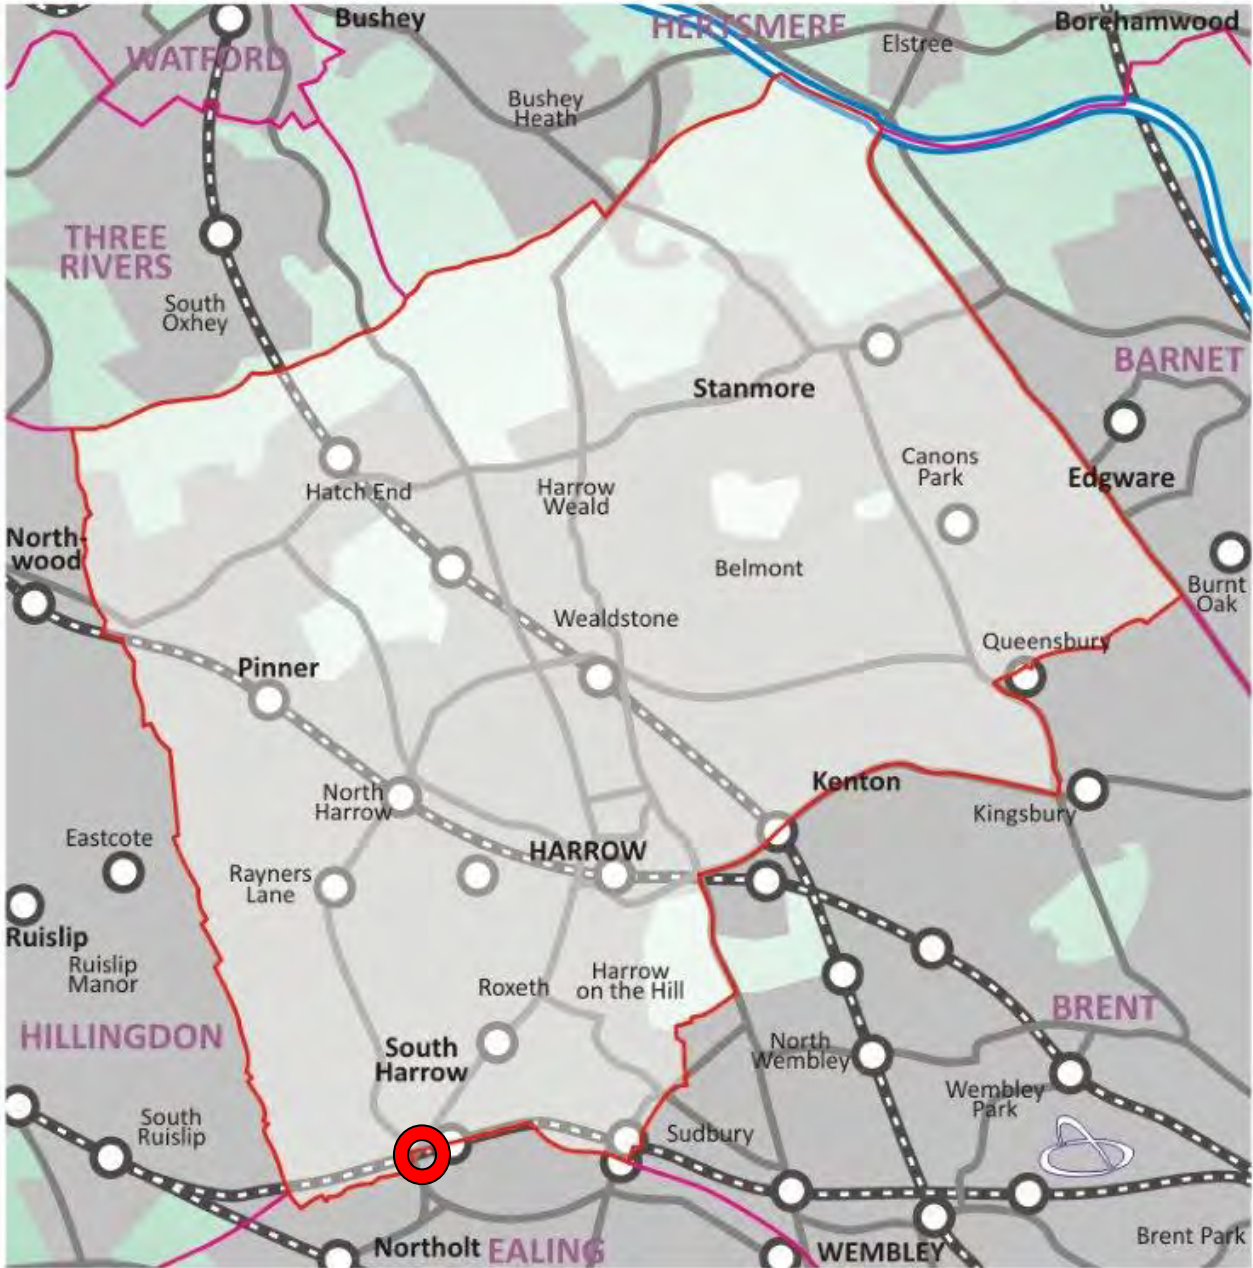 Bushey
HERTSMERE
Borehamwood
Elstree
WATFORD
Bushey
Heath
THREE
RIVERS
South
Oxhey
BARNET
Stanmore
Canons
Park
Edgware
Hatch End
Harrow
Weald
North-
wood
Belmont
Burnt
Oak
Wealdstone
Queensbury
Pinner
Kenton
North
Harrow
Kingsbury
Eastcote
HARROW
Rayners
Lane
Ruislip
Ruislip
Manor
Roxeth
Harrow
on the Hill
BRENT
HILLINGDON
South
Harrow
North
Wembley
Wembley
Park
South
Ruislip
Sudbury
Northolt
EALING
WEMBLEY
Brent Park